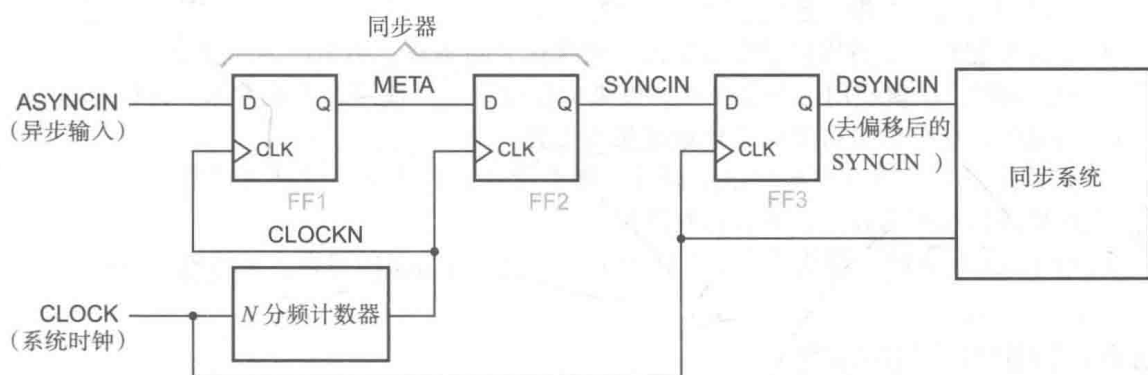 同步器
ASYNCIN
(异步输入)
D
Q
CLK
FF1
META
D
Q
CLK
FF2
SYNCIN
D
Q
CLK
FF3
DSYNCIN
(去偏移后的
SYNCIN )
同步系统
CLOCKN
CLOCK
(系统时钟)
N 分频计数器